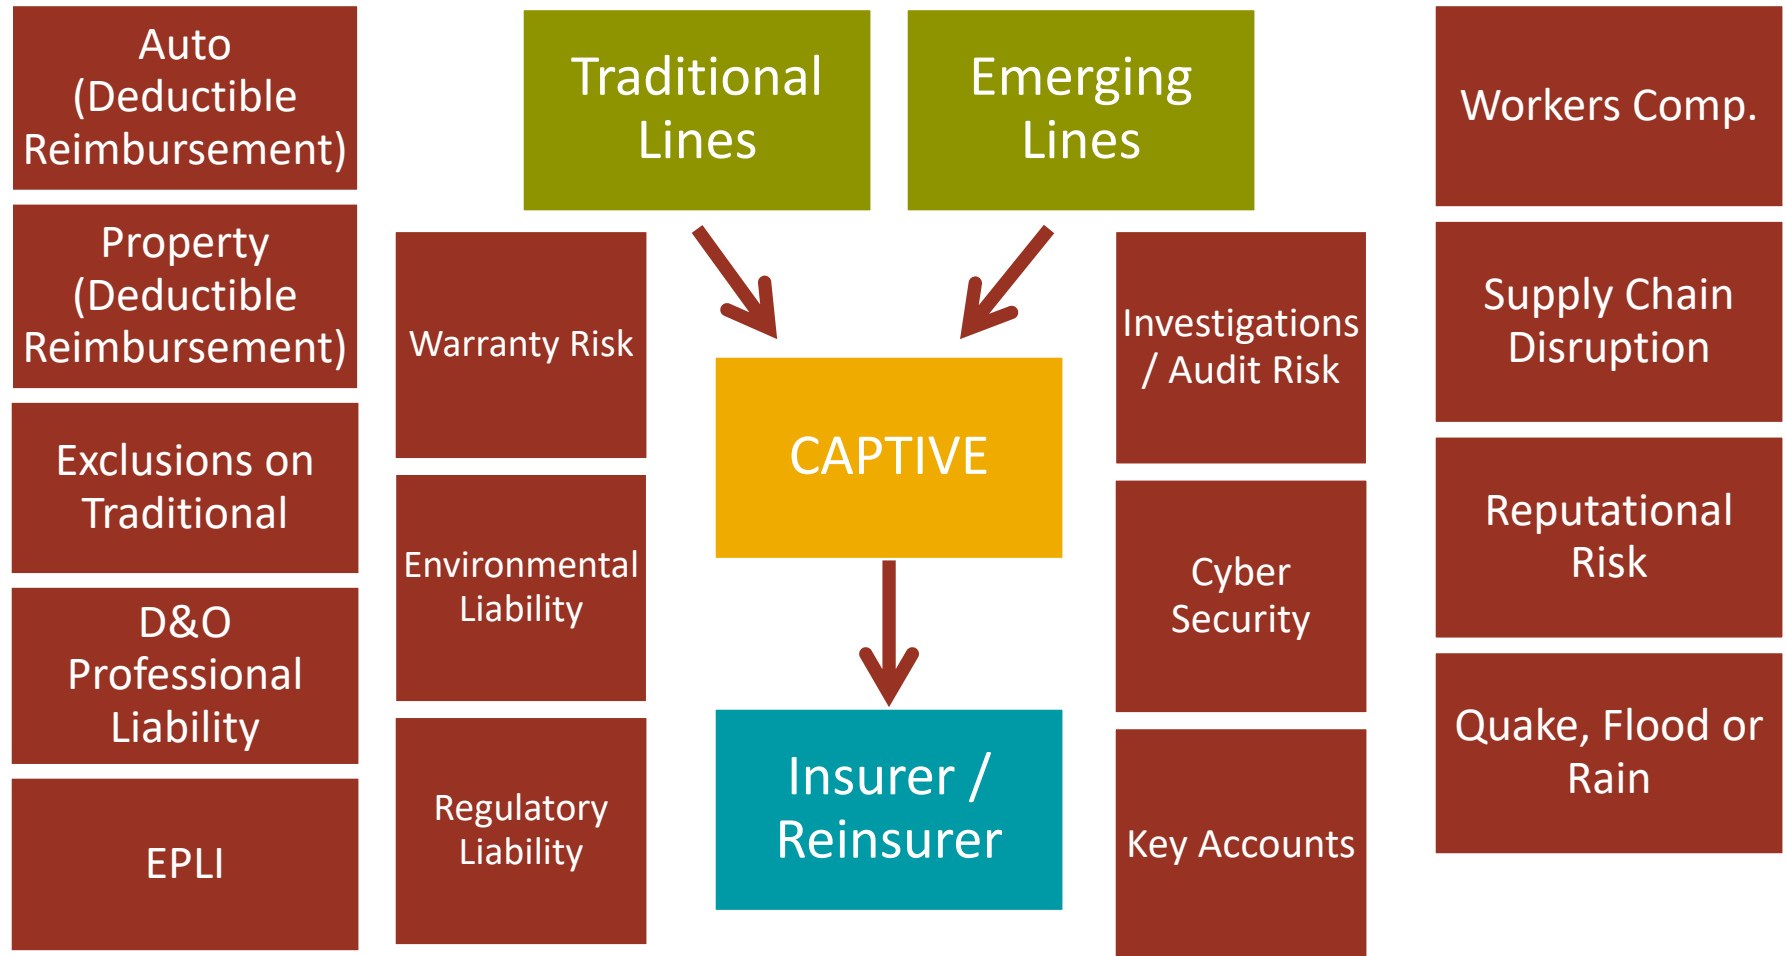 Auto
(Deductible
Reimbursement)
Property
(Deductible
Reimbursement)
Exclusions on
Traditional
D&O
Professional
Liability
EPLI
Warranty Risk
Environmental
Liability
Regulatory
Liability
Traditional
Lines
Emerging
Lines
CAPTIVE
Insurer /
Reinsurer
Investigations
/ Audit Risk
Cyber
Security
Key Accounts
Workers Comp.
Supply Chain
Disruption
Reputational
Risk
Quake, Flood or
Rain